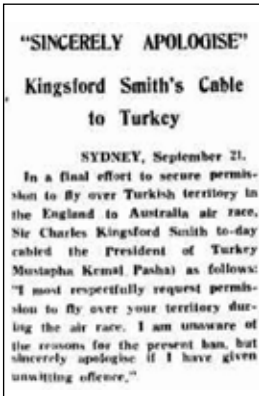 "SINCERELY APOLOGISE"
Kingsford Smith's Cable
to Turkey
SYDNEY, September 21.
In a final effort to secure permis-
sion to fly over Turkish territory in
the England to Australia air race,
Sir Charles Kingsford Smith to-day
cabled the President of Turkey
Mustapha Kemal Pasha) as follows:
"I most respectfully request permis-
sion to fly over your territory dur-
ing the air race. I am unaware of
the reasons for the present ban, but
sincerely apologise if I have given
unwitting offence."